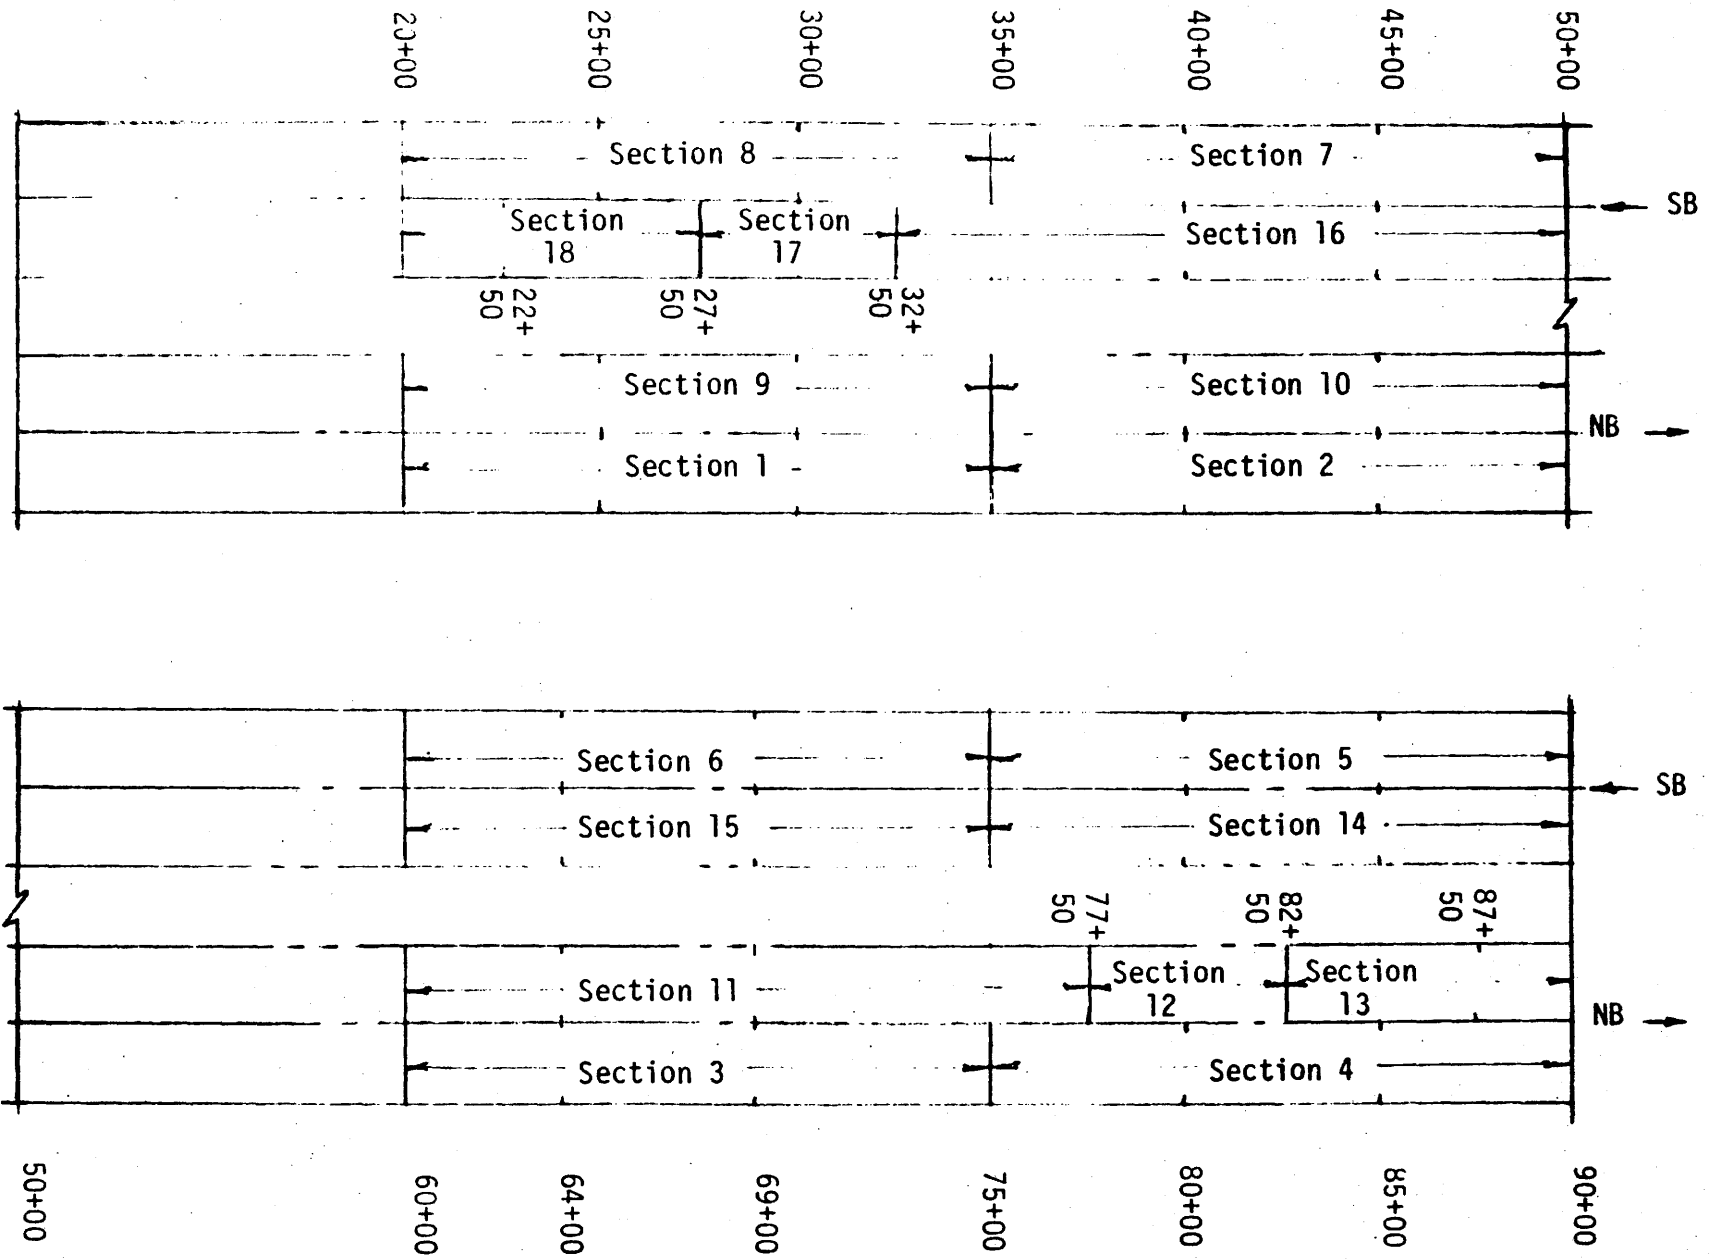 20+00
25+00
30+00
35+00
40+00
45+00
50+00
Section 8
Section 7
SB
Section
18
Section
17
Section 16
22+
50
27+
50
32+
50
Section 9
Section 10
NB
Section 1
Section 2
Section 6
Section 5
SB
Section 15
Section 14
77+
50
82+
50
87+
50
Section 11
Section
12
Section
13
NB
Section 3
Section 4
50+00
60+00
64+00
69+00
75+00
80+00
85+00
90+00